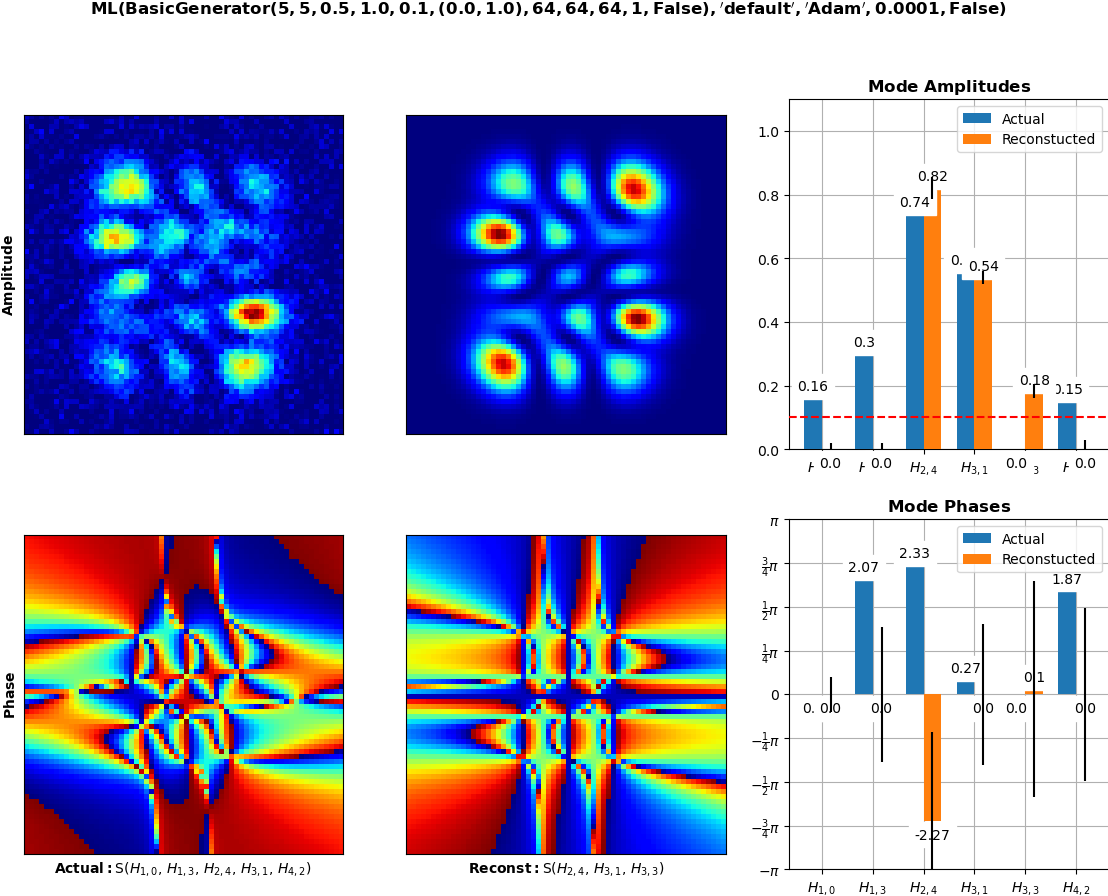 ML(BasicGenerator(5, 5, 0.5, 1.0, 0.1, (0.0, 1.0), 64, 64, 64, 1, False), ′default′, ′Adam′, 0.0001, False)
Amplitude
Mode Amplitudes
Actual
Reconstucted
1.0
0.8
0.6
0.4
0.2
0.0
0.16
0.3
0.74
0.82
0.
0.54
0.18
0.15
0.0
0.0
0.0
0.0
H2,4
H3,1
3
Phase
Mode Phases
Actual
Reconstucted
π
3/4π
1/2π
1/4π
0
−1/4π
−1/2π
−3/4π
−π
2.07
2.33
-2.27
0.27
0.1
1.87
0.0
H1,0
H1,3
H2,4
H3,1
H3,3
H4,2
Actual: S(H1,0, H1,3, H2,4, H3,1, H4,2)
Reconst: S(H2,4, H3,1, H3,3)